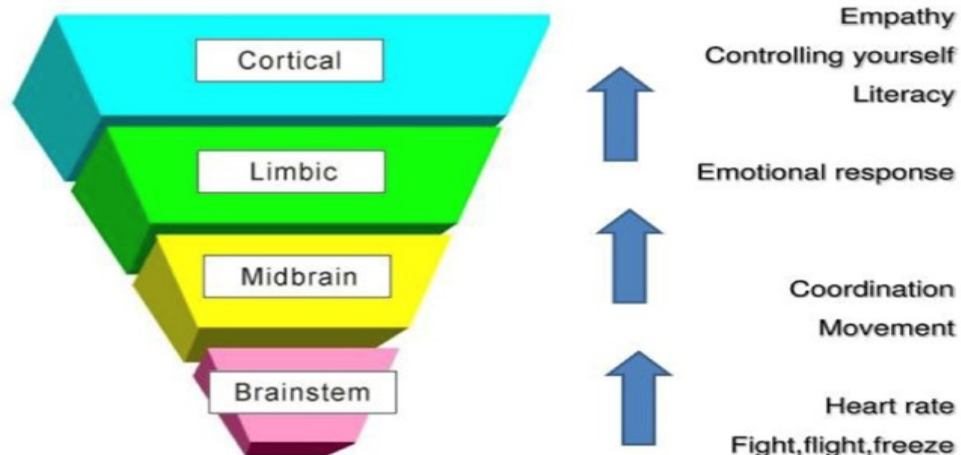 Empathy
Cortical
Controlling yourself
Literacy
Limbic
Emotional response
Midbrain
Coordination
Movement
Brainstem
Heart rate
Fight,flight,freeze